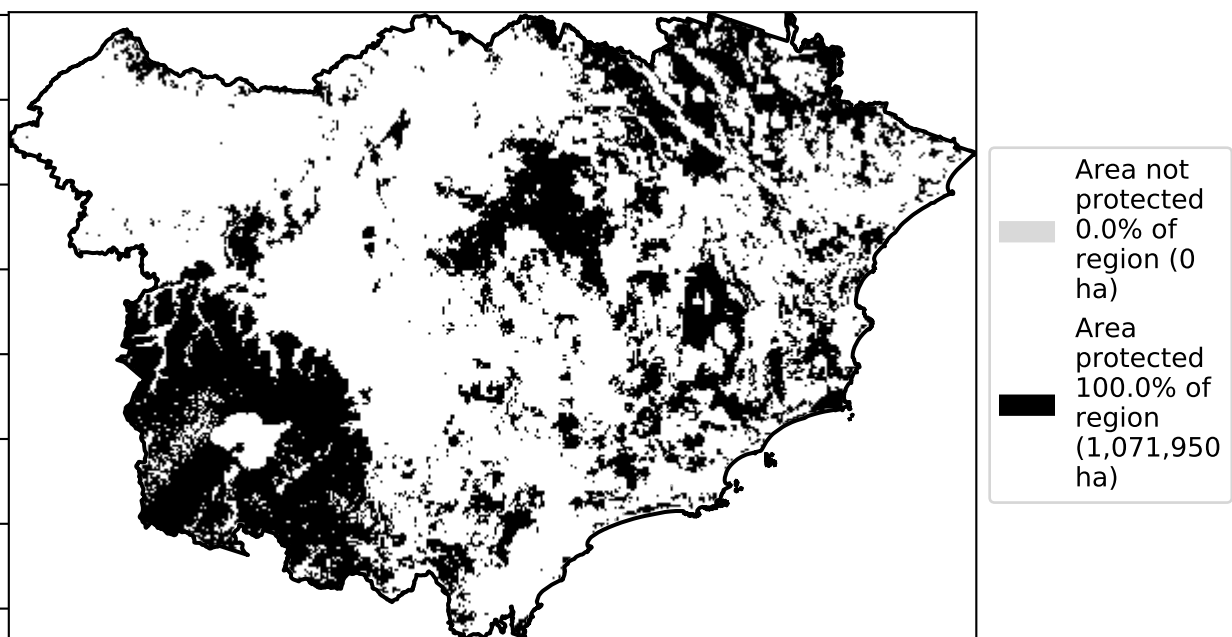 Area not
protected
0.0% of
region (0
ha)
Area
protected
100.0% of
region
(1,071,950
ha)